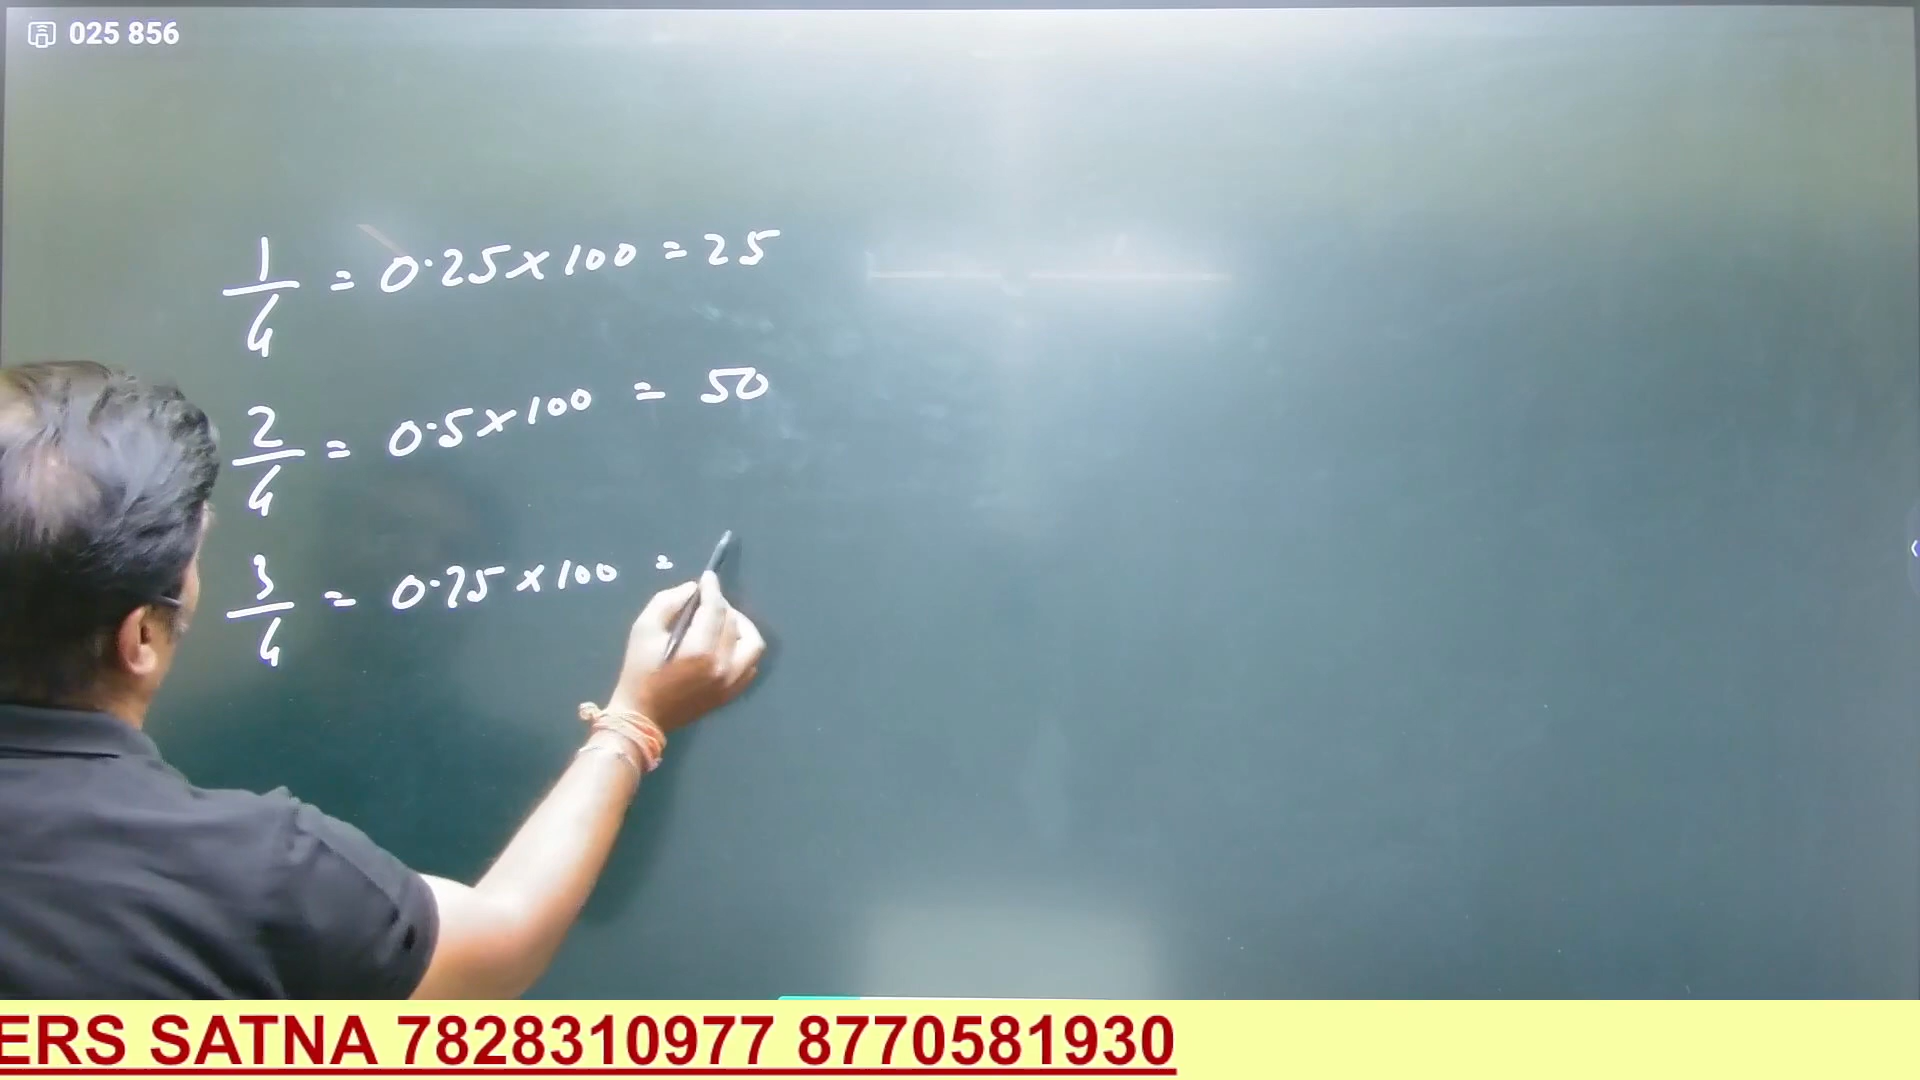 025 856
1/4 = 0.25 × 100 = 25
2/4 = 0.5 × 100 = 50
3/4 = 0.75 × 100 =
ERS SATNA 7828310977 8770581930